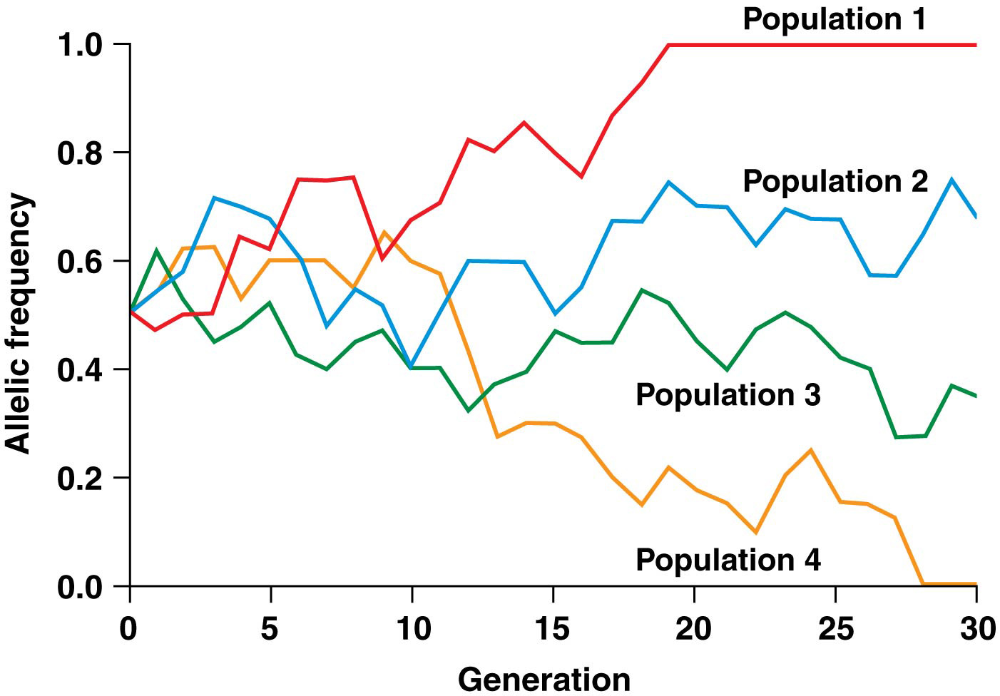 Population 1
1.0
0.8
Population 2
0.6
Allelic frequency
0.4
Population 3
0.2
Population 4
0.0
0 5 10 15 20 25 30
Generation